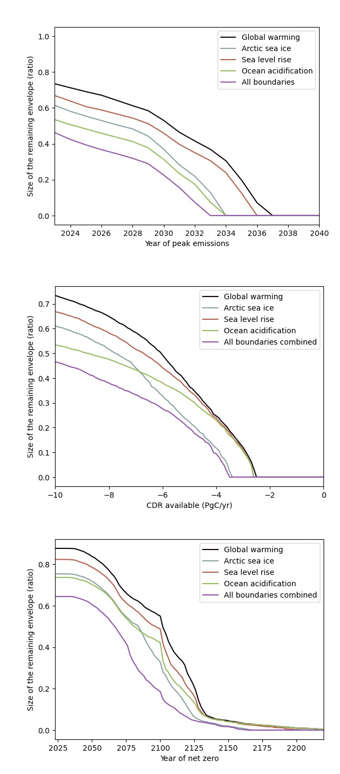 1.0
0.8
0.6
0.4
0.2
0.0
Size of the remaining envelope (ratio)
Global warming
Arctic sea ice
Sea level rise
Ocean acidification
All boundaries
2024 2026 2028 2030 2032 2034 2036 2038 2040
Year of peak emissions
0.7
0.6
0.5
0.4
0.3
0.2
0.1
0.0
Size of the remaining envelope (ratio)
Global warming
Arctic sea ice
Sea level rise
Ocean acidification
All boundaries combined
−10 −8 −6 −4 −2 0
CDR available (PgC/yr)
0.8
0.6
0.4
0.2
0.0
Size of the remaining envelope (ratio)
Global warming
Arctic sea ice
Sea level rise
Ocean acidification
All boundaries combined
2025 2050 2075 2100 2125 2150 2175 2200
Year of net zero